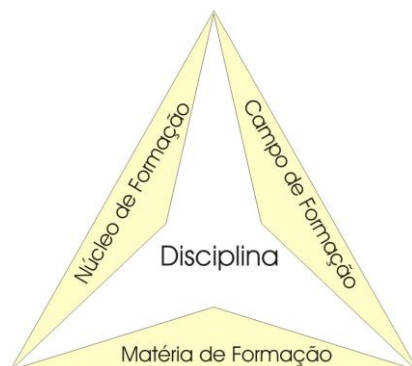 Núcleo de Formação
Campo de Formação
Disciplina
Matéria de Formação